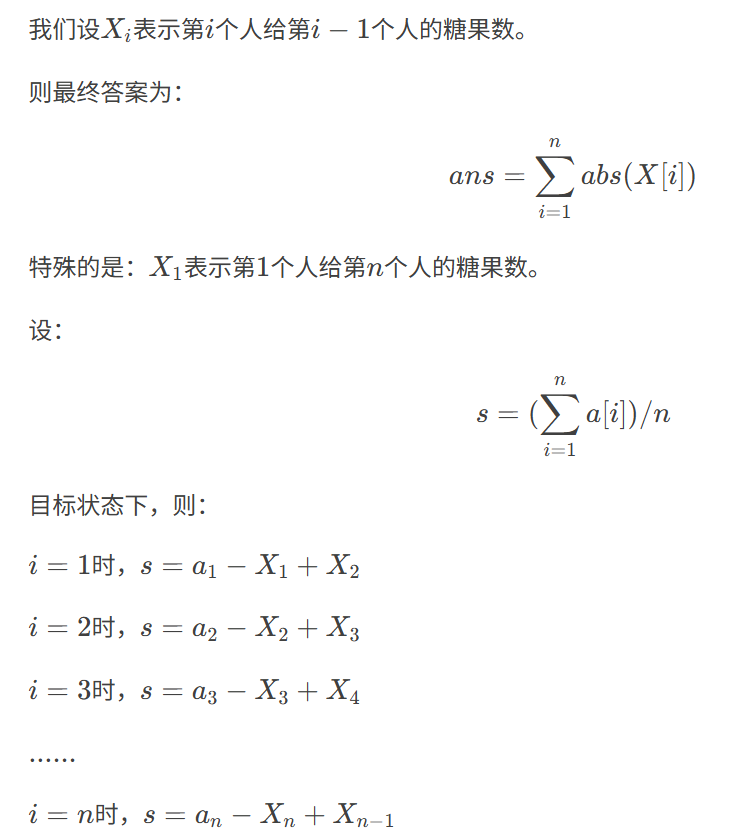 我们设$X_i$表示第$i$个人给第$i-1$个人的糖果数。
则最终答案为：
$ans = \sum_{i=1}^{n} abs(X[i])$
特殊的是：$X_1$表示第1个人给第$n$个人的糖果数。
设：
$s = (\sum_{i=1}^{n} a[i])/n$
目标状态下，则：
$i=1$时，$s = a_1 - X_1 + X_2$
$i=2$时，$s = a_2 - X_2 + X_3$
$i=3$时，$s = a_3 - X_3 + X_4$
......
$i=n$时，$s = a_n - X_n + X_{n-1}$